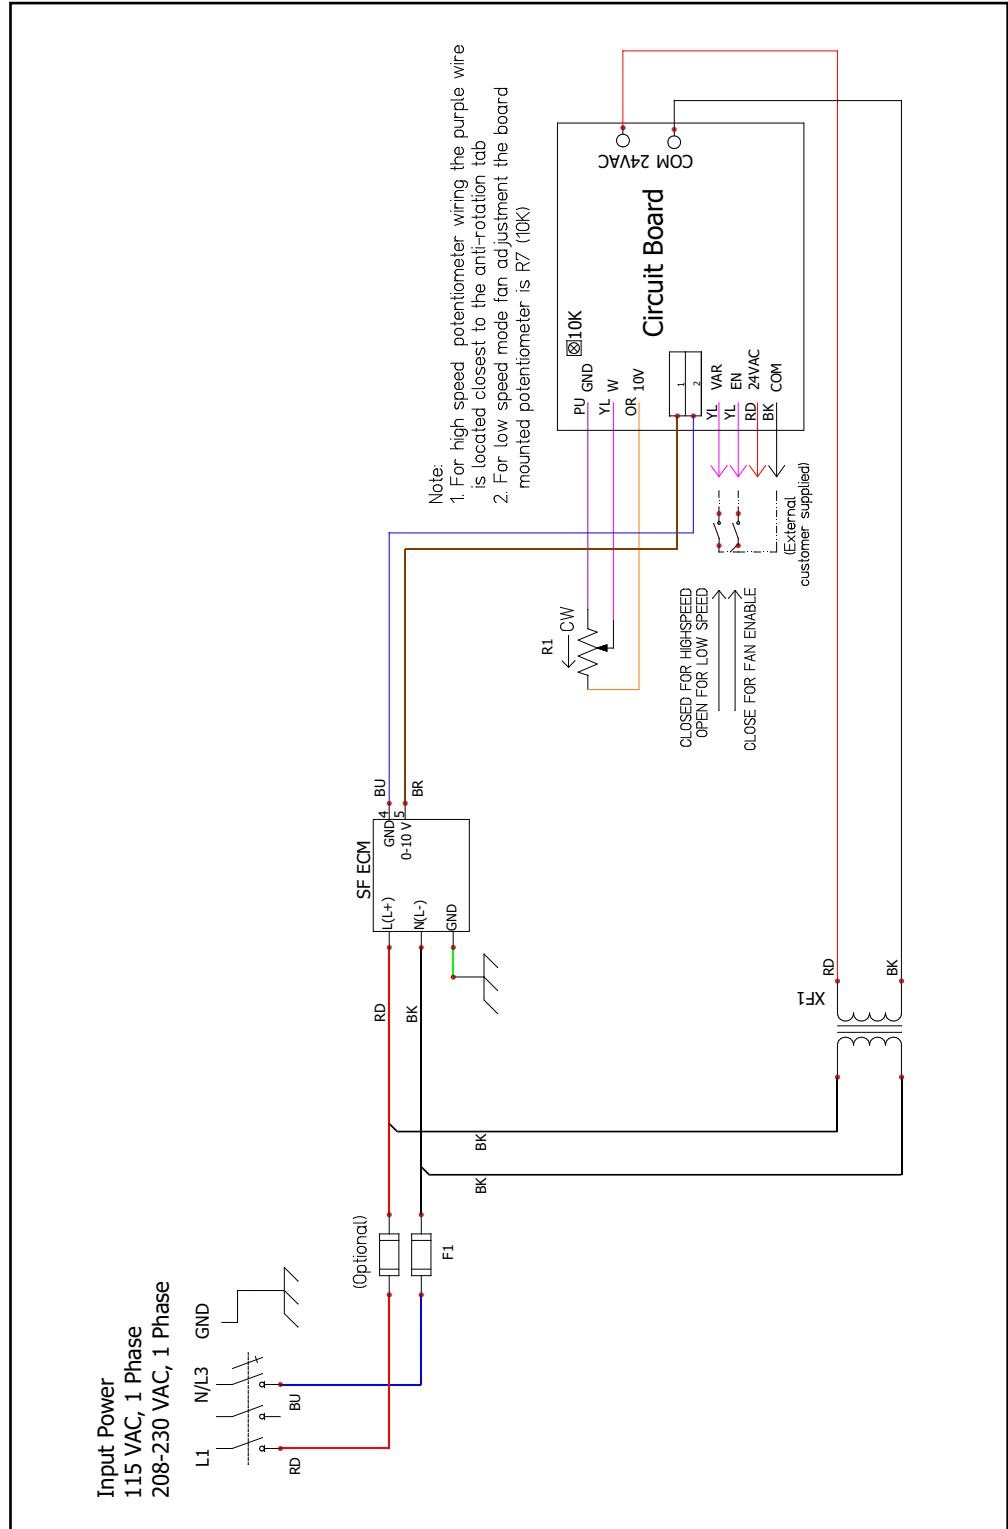 Input Power
115 VAC, 1 Phase
208-230 VAC, 1 Phase
L1
N/L3
GND
RD
BU
(Optional)
F1
BK
BK
RD
BK
SF ECM
L(L+)
N(L-)
GND
GND
0-10 V
4
5
BU
BR
XF1
RD
BK
Note:
1. For high speed potentiometer wiring the purple wire
is located closest to the anti-rotation tab
2. For low speed mode fan adjustment the board
mounted potentiometer is R7 (10K)
R1
CW
CLOSED FOR HIGHSPEED
OPEN FOR LOW SPEED
CLOSE FOR FAN ENABLE
(External
customer supplied)
PU GND
YL W
OR 10V
1
2
YL VAR
YL EN
RD 24VAC
BK COM
10K
Circuit Board
COM 24VAC